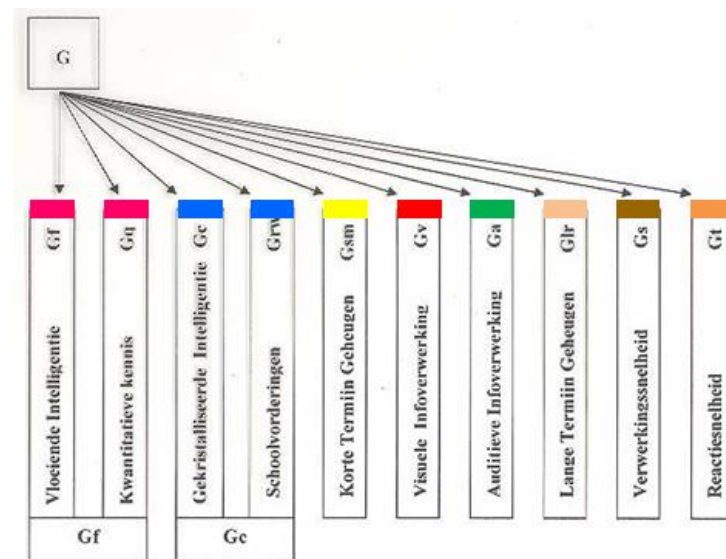 G
Gf
Vloeiende Intelligentie
Gq
Kwantitatieve kennis
Gc
Gekristalliseerde Intelligentie
Grw
Schoolvorderingen
Gsm
Korte Termijn Geheugen
Gv
Visuele Infoverwerking
Ga
Auditieve Infoverwerking
Glr
Lange Termijn Geheugen
Gs
Verwerkingssnelheid
Gt
Reactiesnelheid
Gf
Gc